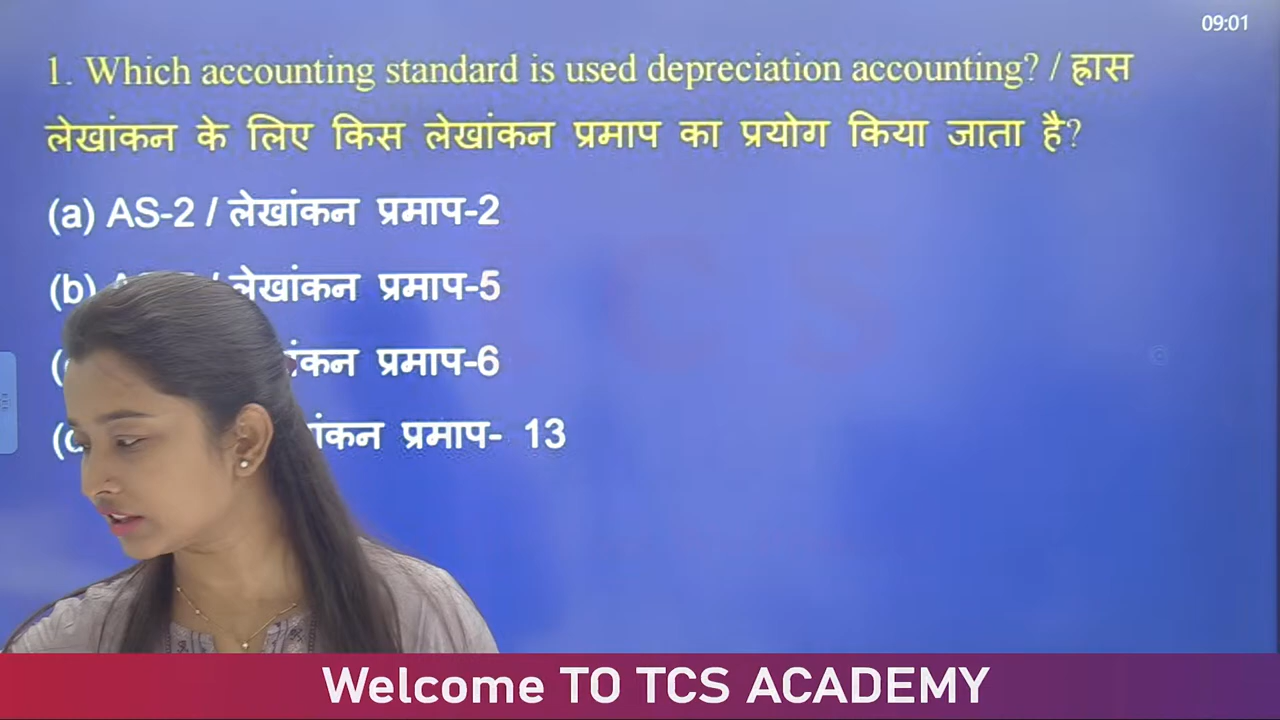 09:01
1. Which accounting standard is used depreciation accounting? / ह्रास
लेखांकन के लिए किस लेखांकन प्रमाप का प्रयोग किया जाता है?
(a) AS-2 / लेखांकन प्रमाप-2
(b) / लेखांकन प्रमाप-5
प्रमाप-6
प्रमाप- 13
Welcome TO TCS ACADEMY